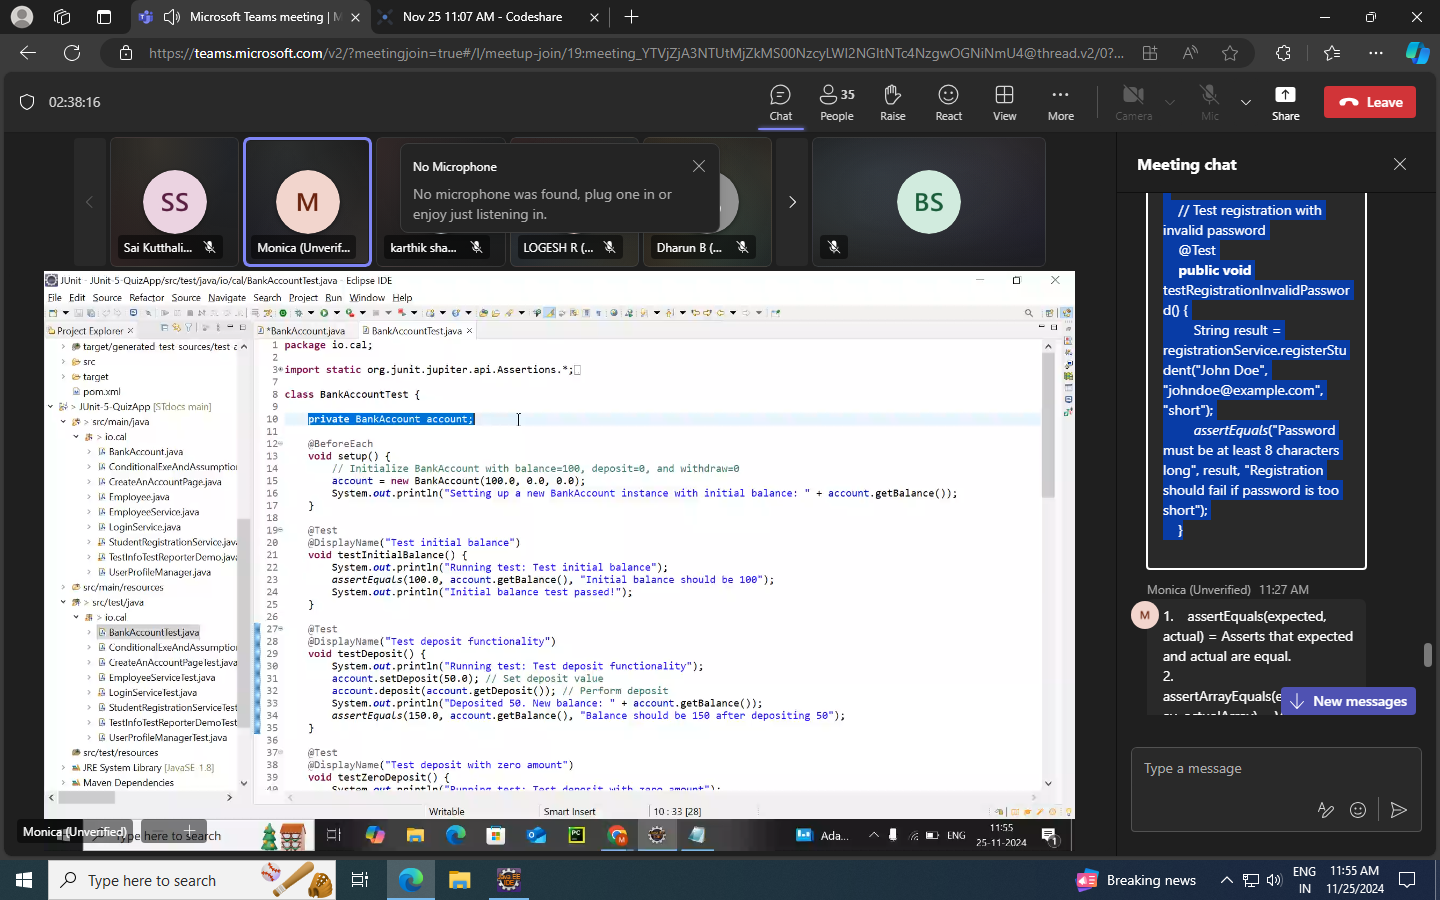 Microsoft Teams meeting | M
Nov 25 11:07 AM - Codeshare
02:38:16
Chat
35
People
Raise
React
View
More
Camera
Mic
Share
Leave
SS
Sai Kutthali...
M
Monica (Unverif...
karthik sha...
LOGESH R (...
Dharun B (...
BS
No Microphone
No microphone was found, plug one in or
enjoy just listening in.
JUnit - JUnit-5-QuizApp/src/test/java/io/cal/BankAccountTest.java - Eclipse IDE
File Edit Source Refactor Source Navigate Search Project Run Window Help
Project Explorer
target/generated test sources/test a
src
target
pom.xml
> JUnit-5-QuizApp [STdocs main]
> src/main/java
> io.cal
BankAccount.java
ConditionalExeAndAssumptio
CreateAnAccountPage.java
Employee.java
EmployeeService.java
LoginService.java
StudentRegistrationService.java
TestInfoTestReporterDemo.java
UserProfileManager.java
src/main/resources
> src/test/java
> io.cal
BankAccountTest.java
ConditionalExeAndAssumptio
CreateAnAccountPageTest.java
EmployeeServiceTest.java
LoginServiceTest.java
StudentRegistrationServiceTest
TestInfoTestReporterDemoTest
UserProfileManagerTest.java
src/test/resources
JRE System Library [JavaSE-1.8]
Maven Dependencies
*BankAccount.java
BankAccountTest.java
1 package io.cal;
2
3 import static org.junit.jupiter.api.Assertions.*;
7
8 class BankAccountTest {
9
10 private BankAccount account;
11
12 @BeforeEach
13 void setup() {
14 // Initialize BankAccount with balance=100, deposit=0, and withdraw=0
15 account = new BankAccount(100.0, 0.0, 0.0);
16 System.out.println("Setting up a new BankAccount instance with initial balance: " + account.getBalance());
17 }
18
19 @Test
20 @DisplayName("Test initial balance")
21 void testInitialBalance() {
22 System.out.println("Running test: Test initial balance");
23 assertEquals(100.0, account.getBalance(), "Initial balance should be 100");
24 System.out.println("Initial balance test passed!");
25 }
26
27 @Test
28 @DisplayName("Test deposit functionality")
29 void testDeposit() {
30 System.out.println("Running test: Test deposit functionality");
31 account.setDeposit(50.0); // Set deposit value
32 account.deposit(account.getDeposit()); // Perform deposit
33 System.out.println("Deposited 50. New balance: " + account.getBalance());
34 assertEquals(150.0, account.getBalance(), "Balance should be 150 after depositing 50");
35 }
36
37 @Test
38 @DisplayName("Test deposit with zero amount")
39 void testZeroDeposit() {
40 System.out.println("Running test: Test deposit with zero amount");
Writable
Smart Insert
10 : 33 [28]
Monica (Unverified)
Type here to search
Ada...
ENG
11:55
25-11-2024
Meeting chat
// Test registration with
invalid password
@Test
public void
testRegistrationInvalidPasswor
d() {
String result =
registrationService.registerStu
dent("John Doe",
"johndoe@example.com",
"short");
assertEquals("Password
must be at least 8 characters
long", result, "Registration
should fail if password is too
short");
}
Monica (Unverified) 11:27 AM
M
1. assertEquals(expected,
actual) = Asserts that expected
and actual are equal.
2.
assertArrayEquals(e
New messages
Type a message
Type here to search
Breaking news
ENG
IN
11:55 AM
11/25/2024